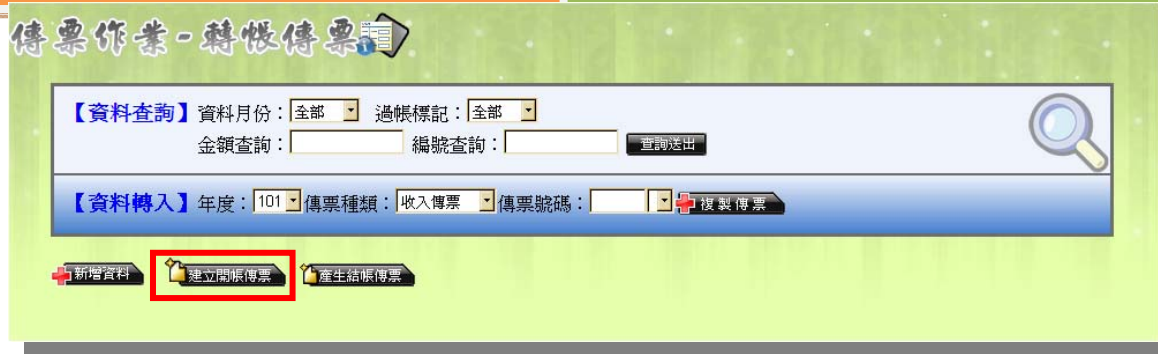 傳票作業-轉帳傳票
【資料查詢】資料月份：全部 過帳標記：全部
金額查詢： 編號查詢： 查詢送出
【資料轉入】年度：101 傳票種類：收入傳票 傳票號碼： 複製傳票
新增資料 建立開帳傳票 產生結帳傳票